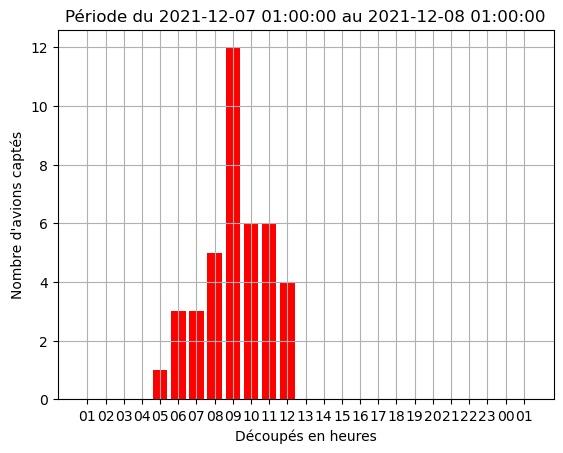 Période du 2021-12-07 01:00:00 au 2021-12-08 01:00:00
Nombre d'avions captés
12
10
8
6
4
2
0
01 02 03 04 05 06 07 08 09 10 11 12 13 14 15 16 17 18 19 20 21 22 23 00 01
Découpés en heures